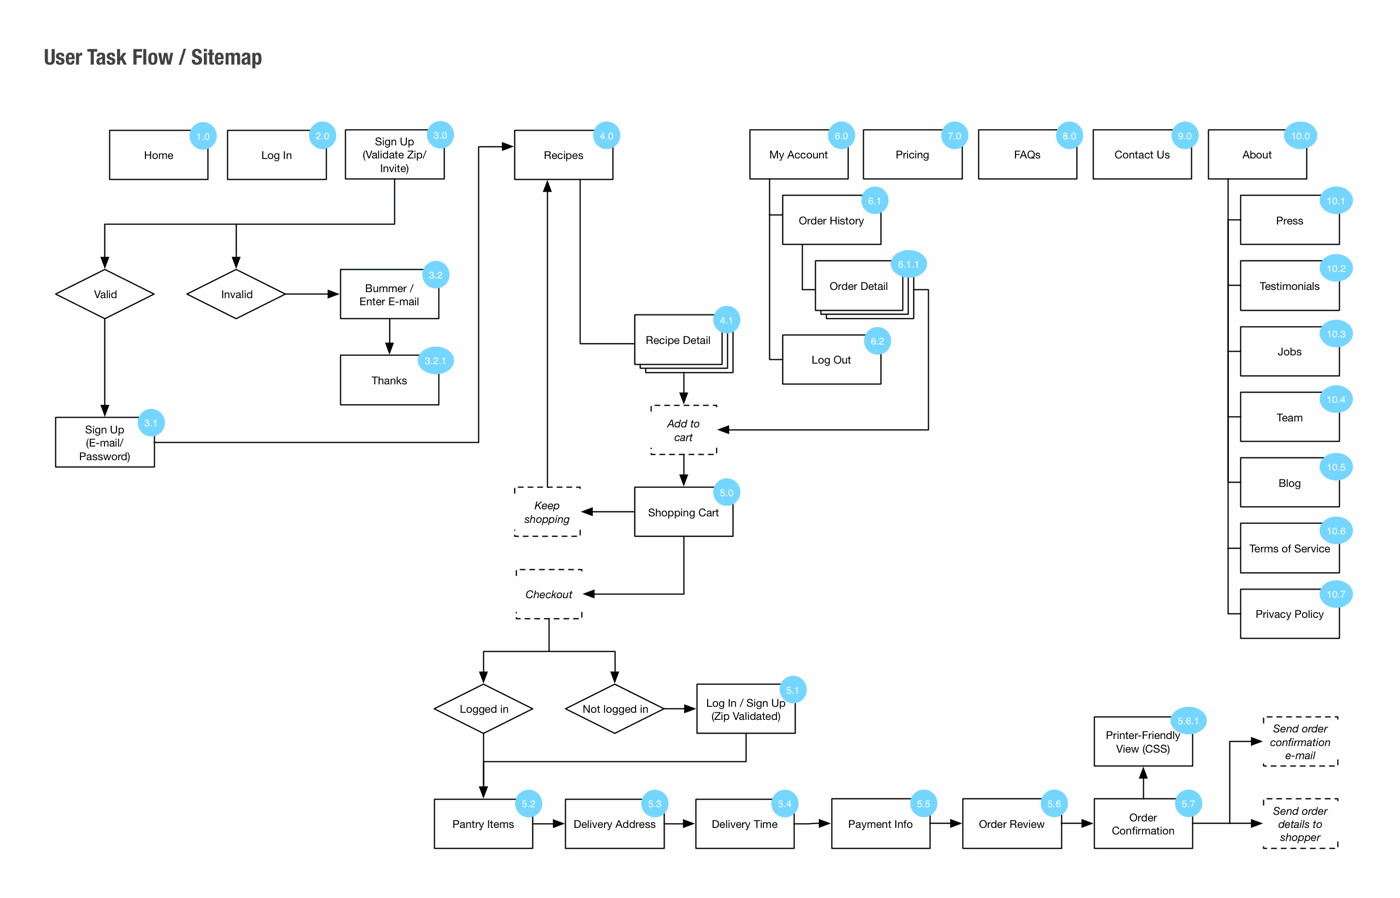 User Task Flow / Sitemap
1.0
Home
2.0
Log In
3.0
Sign Up
(Validate Zip/
Invite)
4.0
Recipes
6.0
My Account
7.0
Pricing
8.0
FAQs
9.0
Contact Us
10.0
About
6.1
Order History
10.1
Press
Valid
Invalid
3.2
Bummer /
Enter E-mail
6.1.1
Order Detail
10.2
Testimonials
4.1
Recipe Detail
6.2
Log Out
10.3
Jobs
3.2.1
Thanks
3.1
Sign Up
(E-mail/
Password)
Add to
cart
10.4
Team
10.5
Blog
Keep
shopping
5.0
Shopping Cart
10.6
Terms of Service
Checkout
10.7
Privacy Policy
Logged in
Not logged in
5.1
Log In / Sign Up
(Zip Validated)
5.6.1
Printer-Friendly
View (CSS)
Send order
confirmation
e-mail
5.2
Pantry Items
5.3
Delivery Address
5.4
Delivery Time
5.5
Payment Info
5.6
Order Review
5.7
Order
Confirmation
Send order
details to
shopper